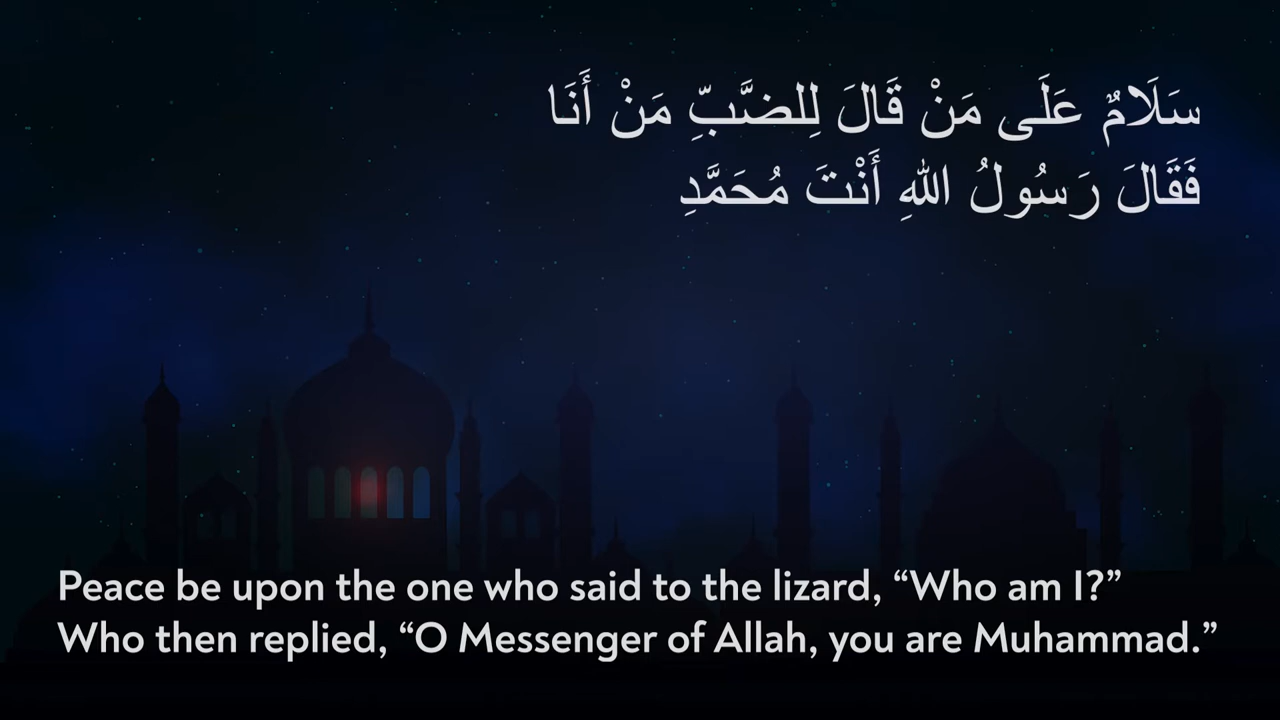 سَلَامٌ عَلَى مَنْ قَالَ لِلضَّبِّ مَنْ أَنَا
فَقَالَ رَسُولُ اللهِ أَنْتَ مُحَمَّدِ
Peace be upon the one who said to the lizard, “Who am I?”
Who then replied, “O Messenger of Allah, you are Muhammad.”